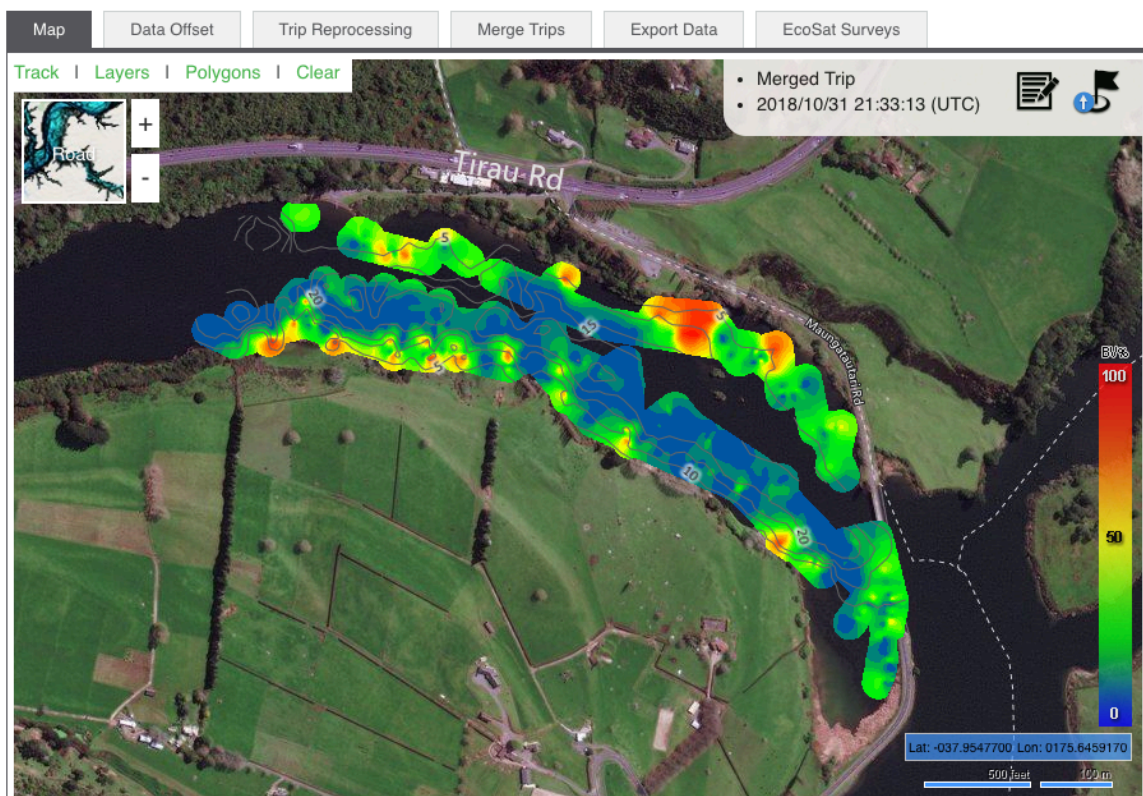 Map
Data Offset
Trip Reprocessing
Merge Trips
Export Data
EcoSat Surveys
Track | Layers | Polygons | Clear
Merged Trip
2018/10/31 21:33:13 (UTC)
Road
+
-
Tirau Rd
5
20
15
5
5
Maungatautari Rd
10
20
BV%
100
50
0
Lat: -037.9547700 Lon: 0175.6459170
500 feet
100 m